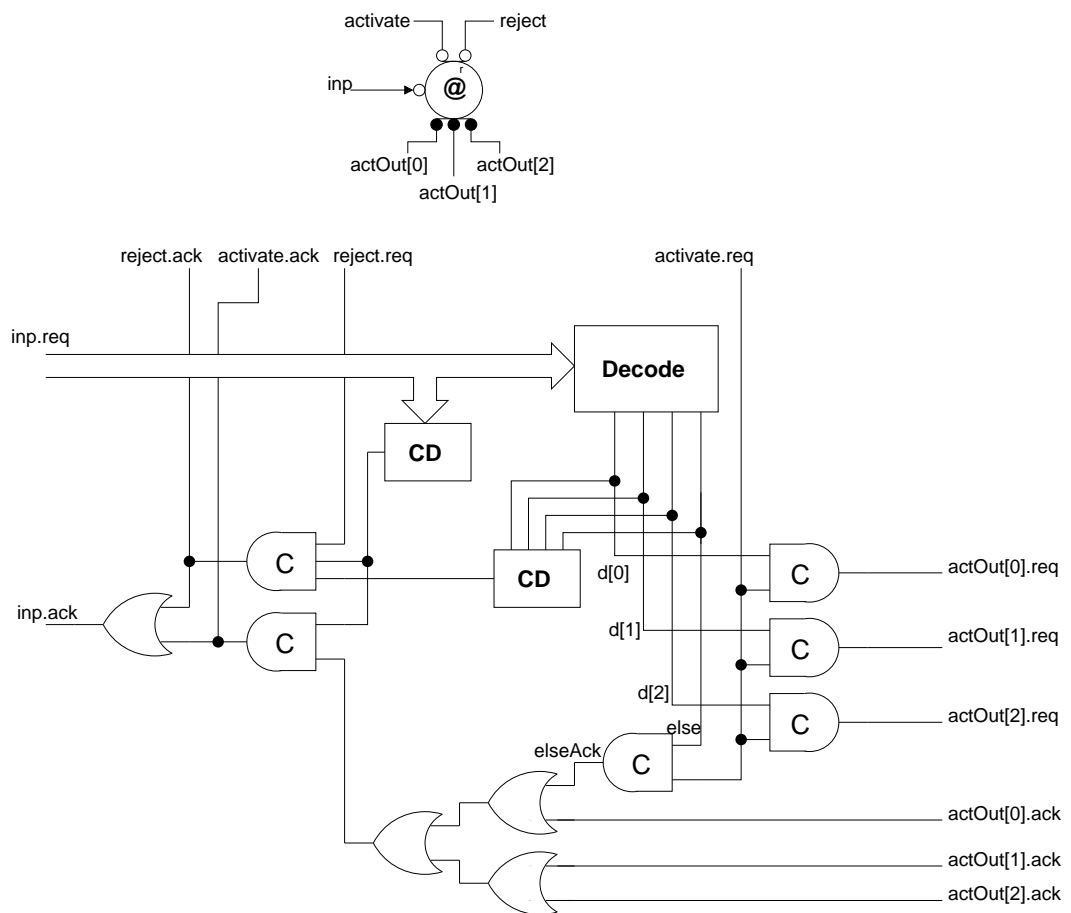 activate reject
r
inp @
actOut[0] actOut[2]
actOut[1]
reject.ack activate.ack reject.req activate.req
inp.req
Decode
CD
C
CD
d[0]
C
actOut[0].req
inp.ack
C
d[1]
C
actOut[1].req
d[2]
C
actOut[2].req
else
elseAck
C
actOut[0].ack
actOut[1].ack
actOut[2].ack